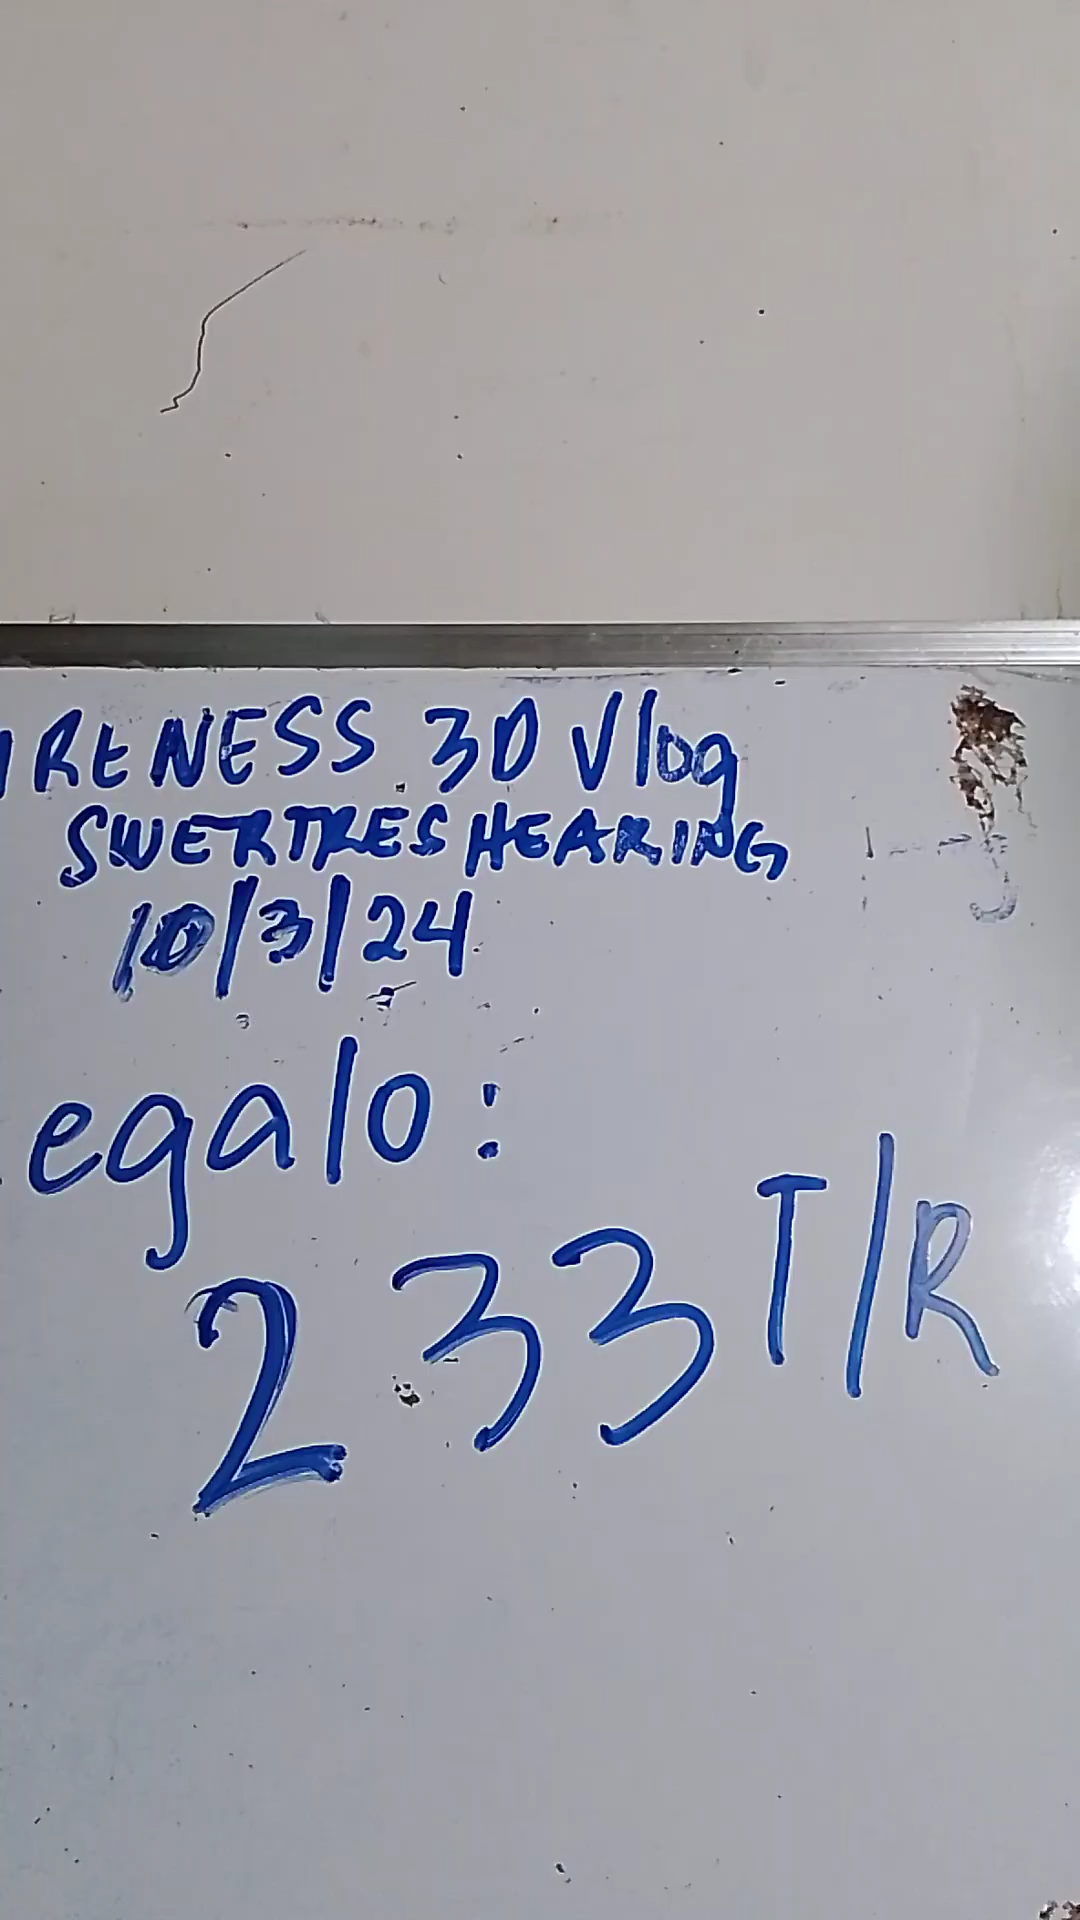 IRENESS 3D Vlog
SWERTRES HEARING
10/3/24
egalo:
233 T/R